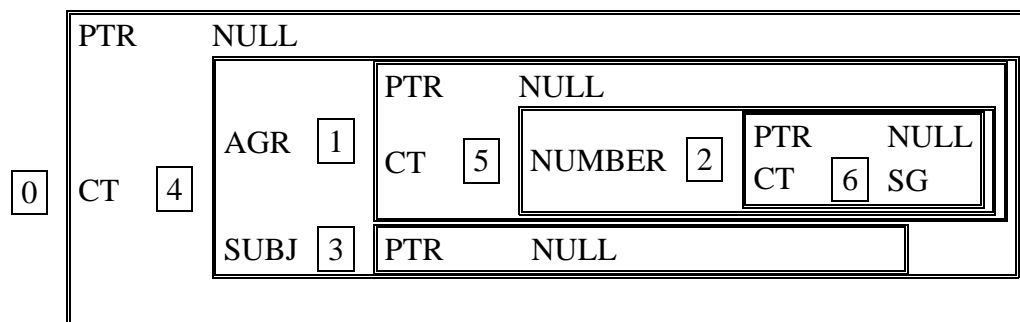 PTR NULL
PTR NULL
AGR 1
PTR NULL
CT 5 NUMBER 2
CT 6 SG
0 CT 4
SUBJ 3 PTR NULL